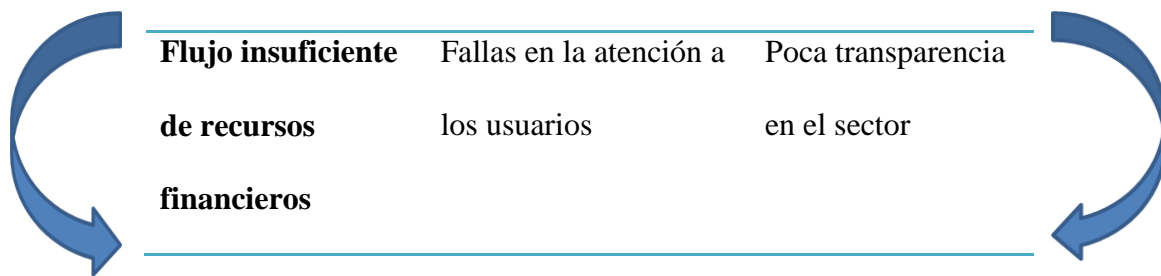 Flujo insuficiente
de recursos
financieros
Fallas en la atención a
los usuarios
Poca transparencia
en el sector